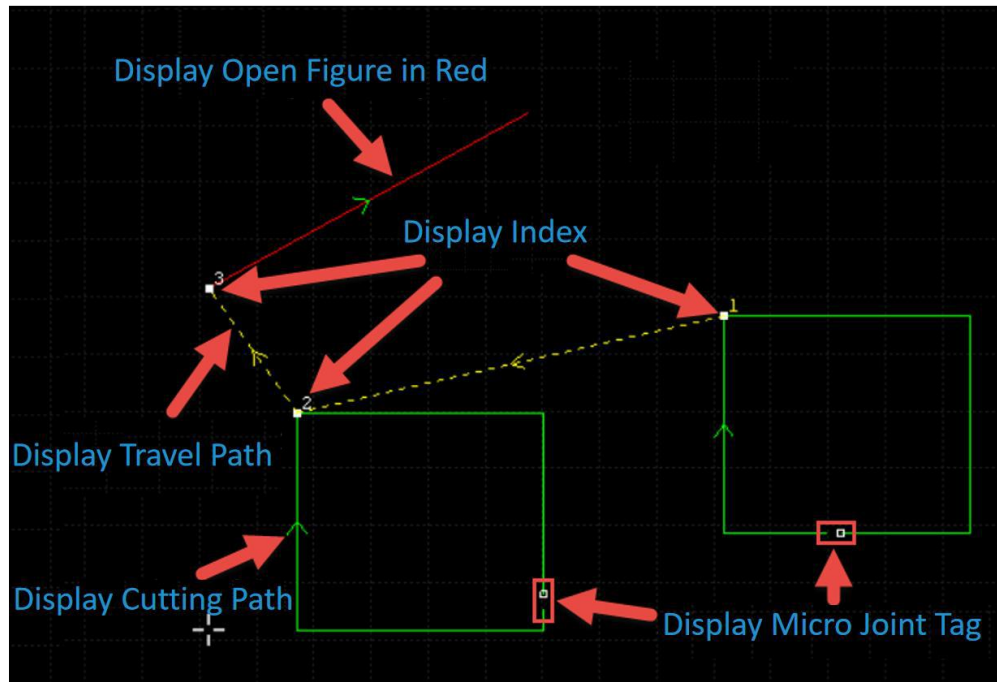 Display Open Figure in Red
Display Index
3
1
2
Display Travel Path
Display Cutting Path
Display Micro Joint Tag